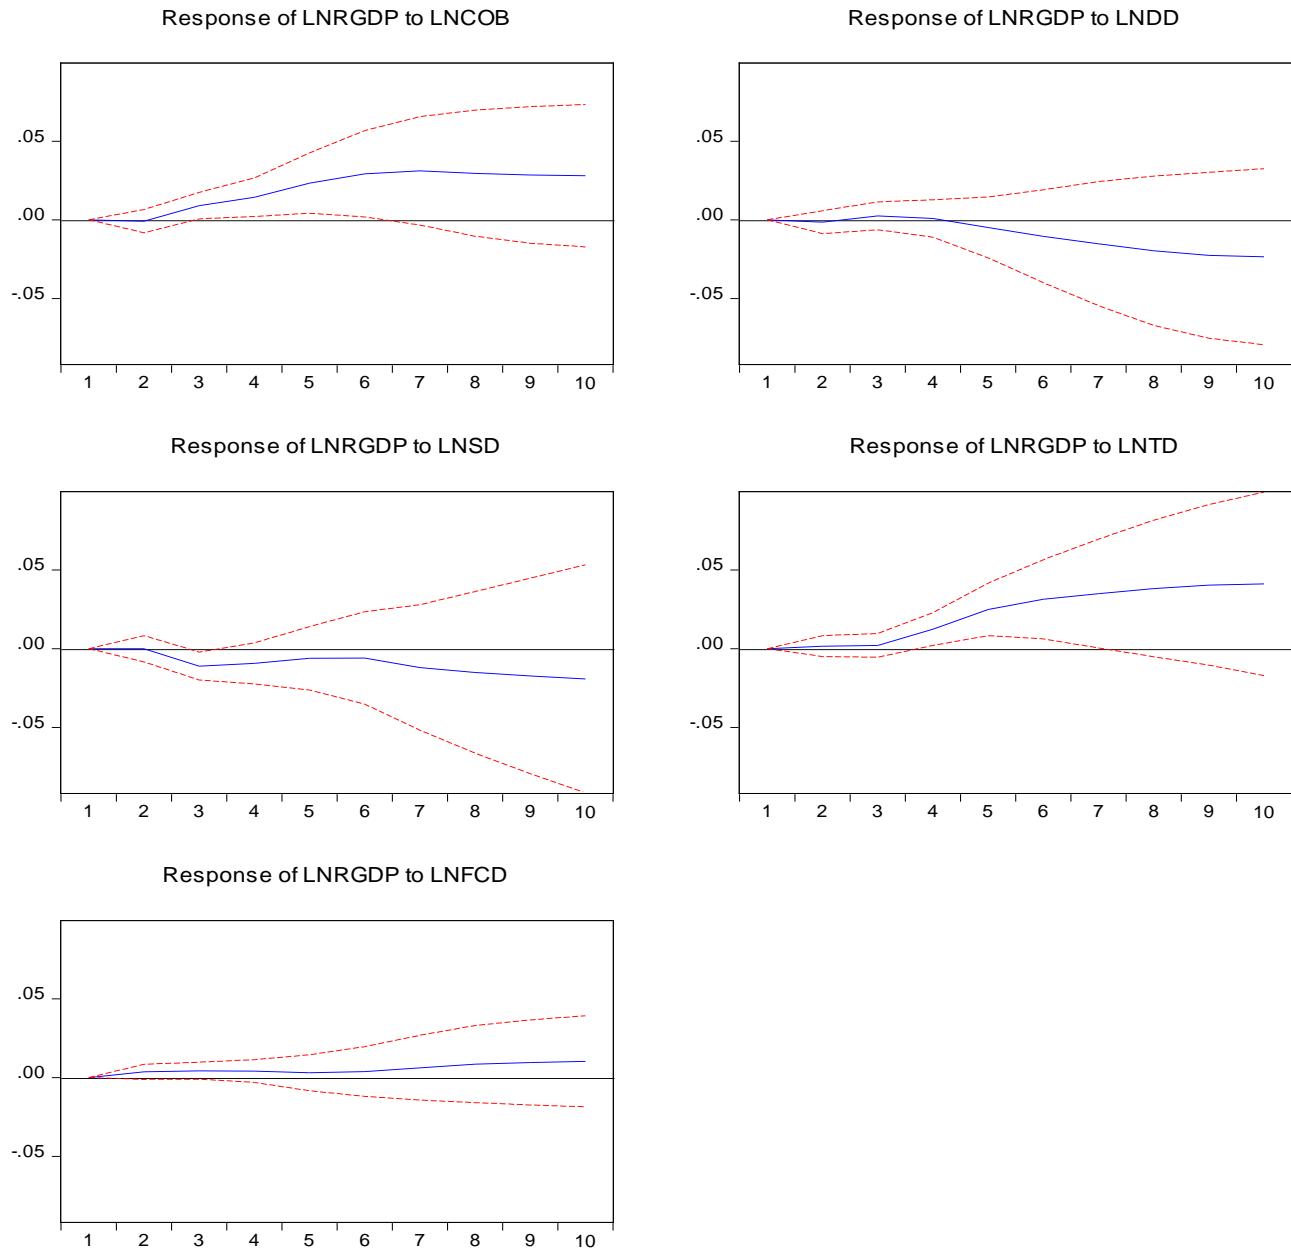 Response of LNRGDP to LNCOB
.05
.00
-.05
1 2 3 4 5 6 7 8 9 10
Response of LNRGDP to LNDD
.05
.00
-.05
1 2 3 4 5 6 7 8 9 10
Response of LNRGDP to LNSD
.05
.00
-.05
1 2 3 4 5 6 7 8 9 10
Response of LNRGDP to LNTD
.05
.00
-.05
1 2 3 4 5 6 7 8 9 10
Response of LNRGDP to LNFCD
.05
.00
-.05
1 2 3 4 5 6 7 8 9 10